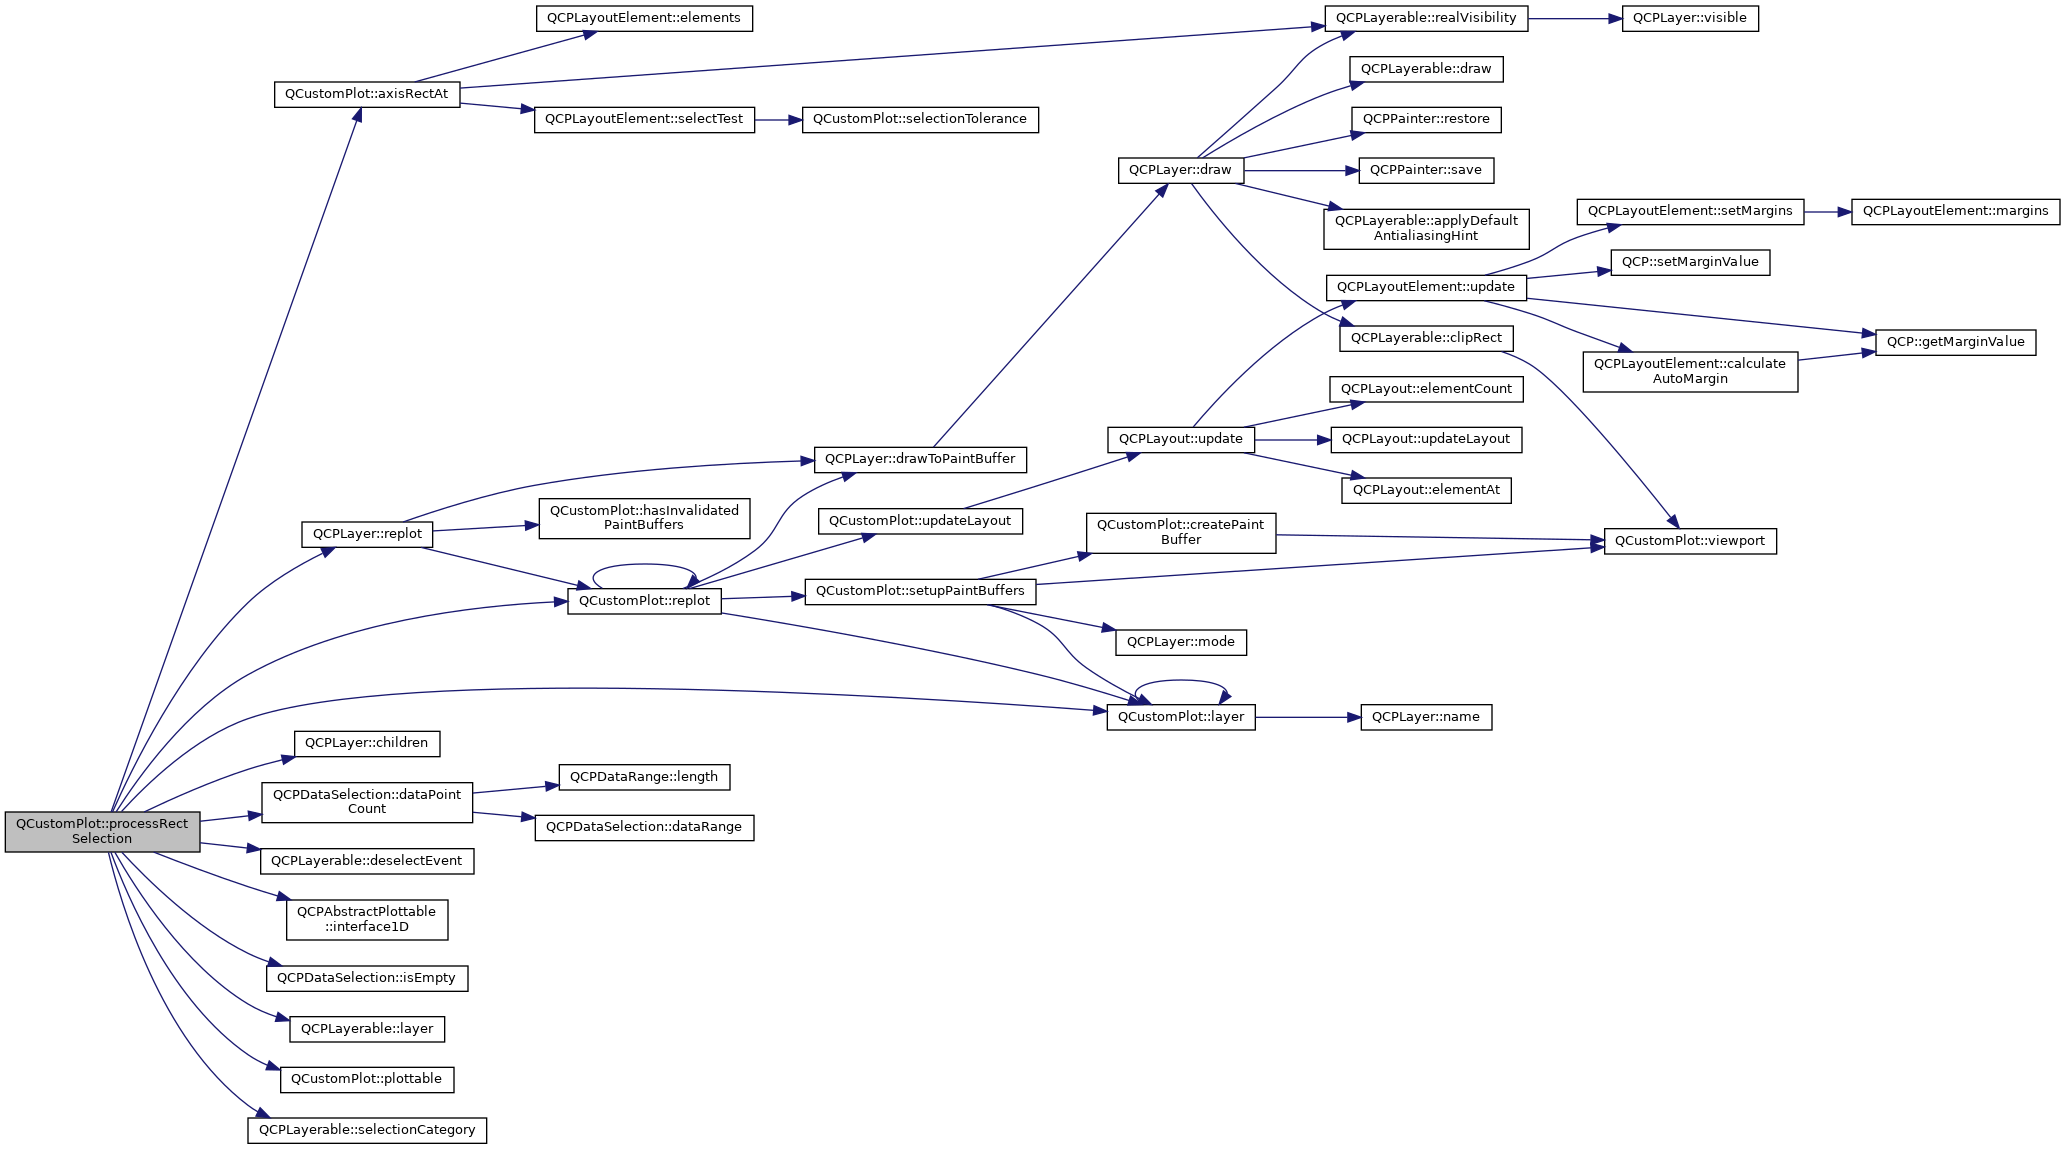 QCustomPlot::processRect
Selection
QCustomPlot::axisRectAt
QCPLayoutElement::elements
QCPLayerable::realVisibility
QCPLayer::visible
QCPLayoutElement::selectTest
QCustomPlot::selectionTolerance
QCPLayer::replot
QCPLayer::drawToPaintBuffer
QCPLayer::draw
QCPLayerable::draw
QCPPainter::restore
QCPPainter::save
QCPLayerable::applyDefault
AntialiasingHint
QCPLayerable::clipRect
QCustomPlot::viewport
QCustomPlot::hasInvalidated
PaintBuffers
QCustomPlot::replot
QCustomPlot::updateLayout
QCPLayout::update
QCPLayoutElement::update
QCPLayoutElement::setMargins
QCPLayoutElement::margins
QCP::setMarginValue
QCP::getMarginValue
QCPLayoutElement::calculate
AutoMargin
QCPLayout::elementCount
QCPLayout::updateLayout
QCPLayout::elementAt
QCustomPlot::setupPaintBuffers
QCustomPlot::createPaint
Buffer
QCPLayer::mode
QCustomPlot::layer
QCPLayer::name
QCPLayer::children
QCPDataSelection::dataPoint
Count
QCPDataRange::length
QCPDataSelection::dataRange
QCPLayerable::deselectEvent
QCPAbstractPlottable
::interface1D
QCPDataSelection::isEmpty
QCPLayerable::layer
QCustomPlot::plottable
QCPLayerable::selectionCategory